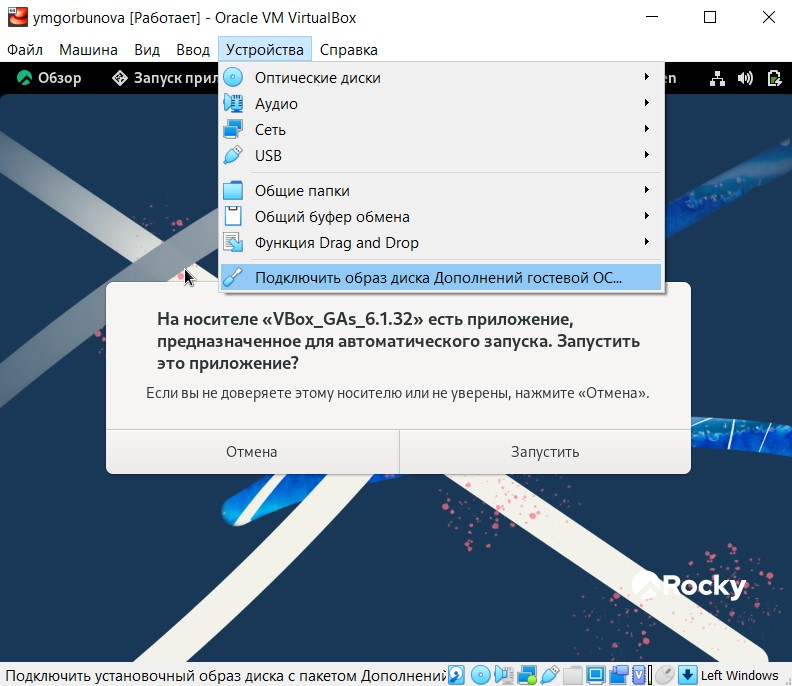 ymgorbunova [Работает] - Oracle VM VirtualBox
Файл Машина Вид Ввод Устройства Справка
Обзор Запуск en
Оптические диски
Аудио
Сеть
USB
Общие папки
Общий буфер обмена
Функция Drag and Drop
Подключить образ диска Дополнений гостевой ОС...
На носителе «VBox_GAs_6.1.32» есть приложение,
предназначенное для автоматического запуска. Запустить
это приложение?
Если вы не доверяете этому носителю или не уверены, нажмите «Отмена».
Отмена Запустить
Rocky
Подключить установочный образ диска с пакетом Дополнений Left Windows